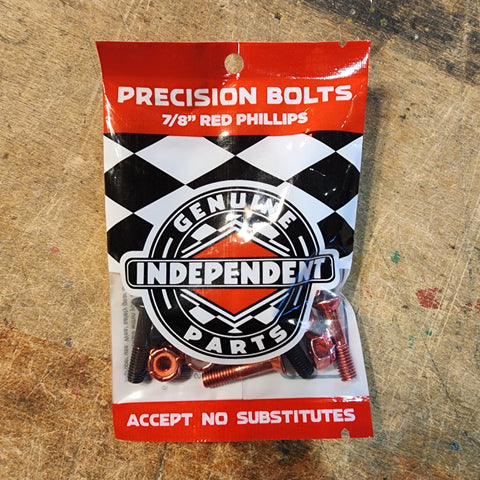 PRECISION BOLTS
7/8" RED PHILLIPS
GENUINE
INDEPENDENT
PARTS
ACCEPT NO SUBSTITUTES